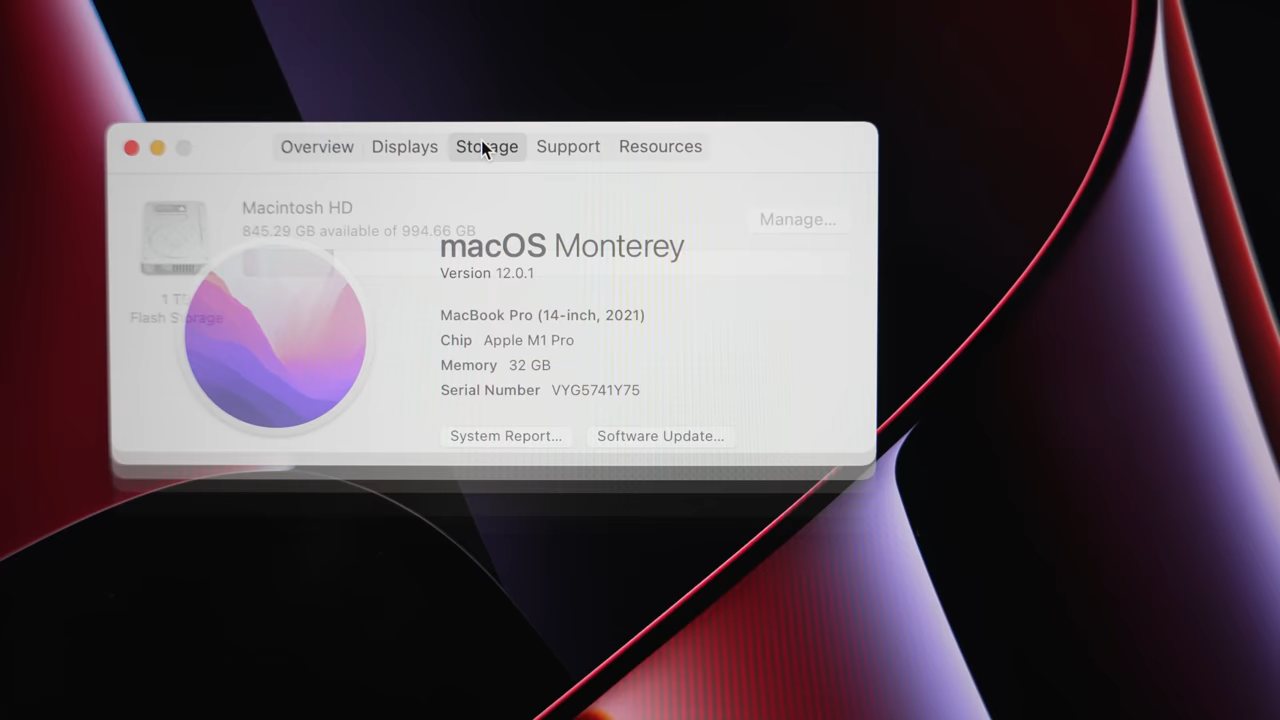 Overview Displays Storage Support Resources
Macintosh HD
845.29 GB available of 994.66 GB
Manage...
1 TB
Flash Storage
macOS Monterey
Version 12.0.1
MacBook Pro (14-inch, 2021)
Chip Apple M1 Pro
Memory 32 GB
Serial Number VYG5741Y75
System Report...
Software Update...